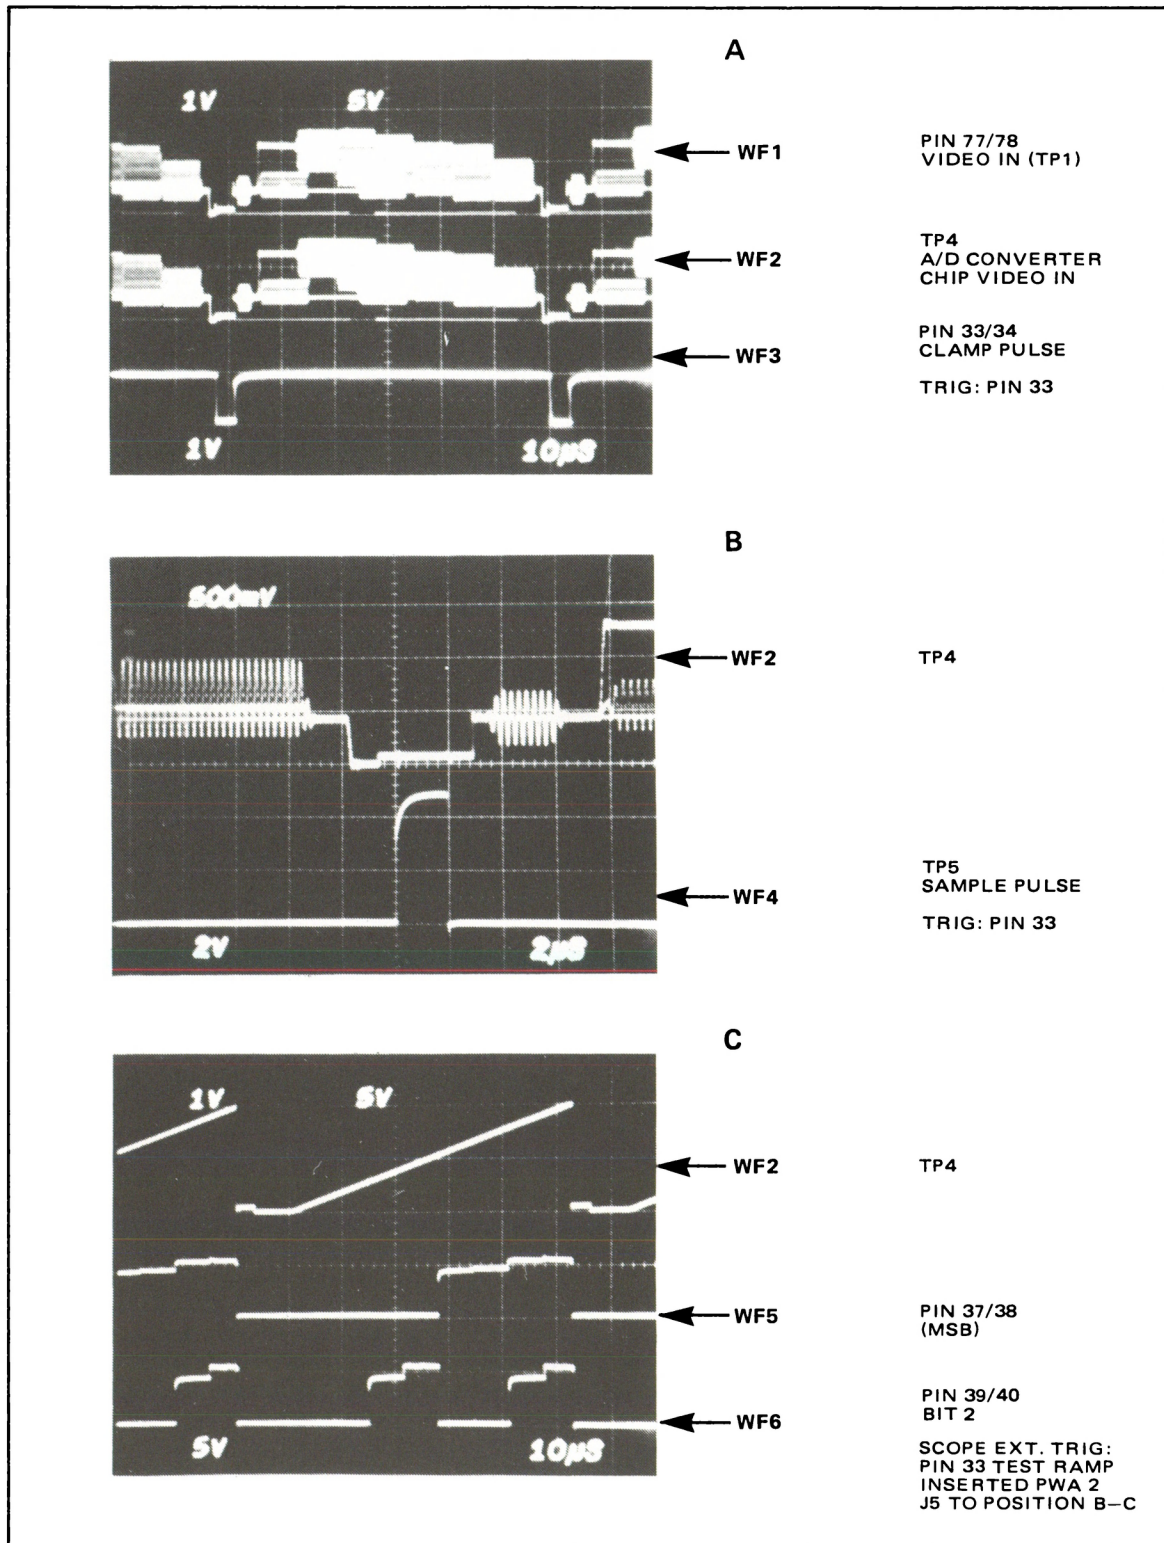 A
1V 5V
WF1
PIN 77/78
VIDEO IN (TP1)
WF2
TP4
A/D CONVERTER
CHIP VIDEO IN
WF3
PIN 33/34
CLAMP PULSE
TRIG: PIN 33
1V 10µS
B
500mV
WF2
TP4
WF4
TP5
SAMPLE PULSE
TRIG: PIN 33
2V 2µS
C
1V 5V
WF2
TP4
WF5
PIN 37/38
(MSB)
WF6
PIN 39/40
BIT 2
5V 10µS
SCOPE EXT. TRIG:
PIN 33 TEST RAMP
INSERTED PWA 2
J5 TO POSITION B—C